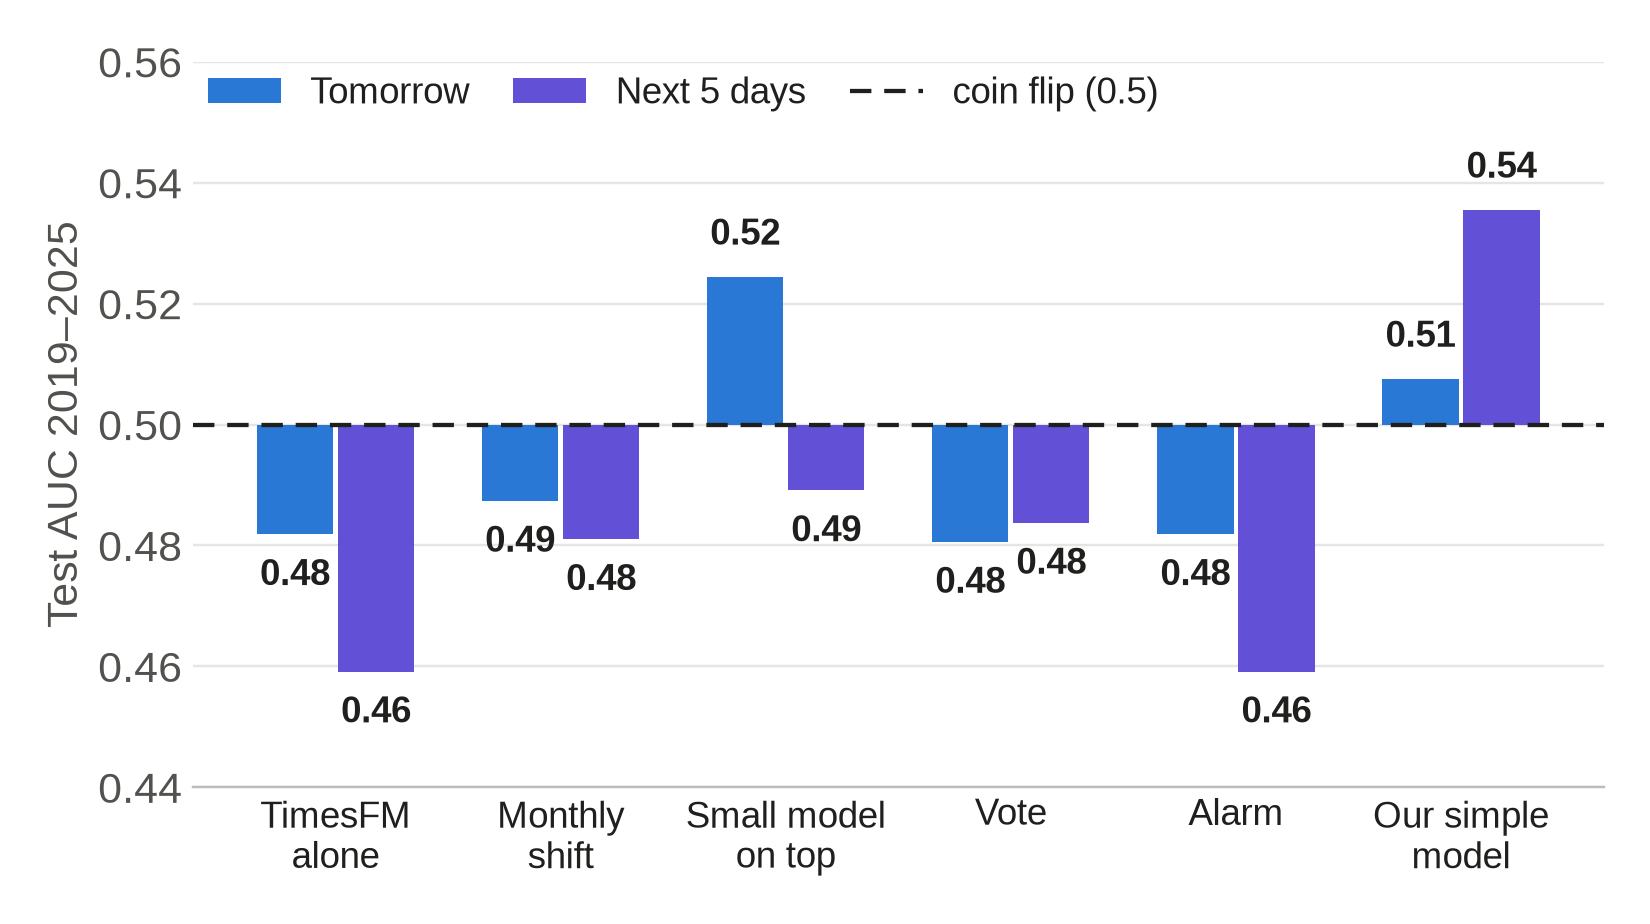 0.56
Tomorrow
Next 5 days
coin flip (0.5)
0.54
0.52
0.50
0.48
0.46
0.44
Test AUC 2019–2025
0.48
0.46
0.49
0.48
0.52
0.49
0.48
0.48
0.48
0.46
0.51
0.54
TimesFM
alone
Monthly
shift
Small model
on top
Vote
Alarm
Our simple
model